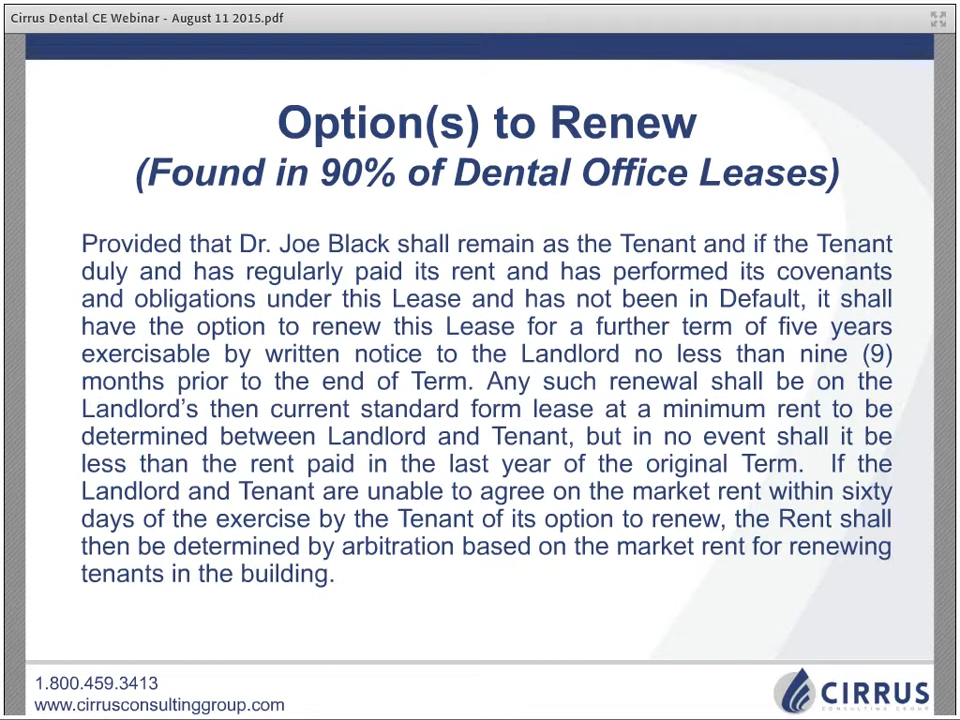 Cirrus Dental CE Webinar - August 11 2015.pdf
Option(s) to Renew
(Found in 90% of Dental Office Leases)
Provided that Dr. Joe Black shall remain as the Tenant and if the Tenant
duly and has regularly paid its rent and has performed its covenants
and obligations under this Lease and has not been in Default, it shall
have the option to renew this Lease for a further term of five years
exercisable by written notice to the Landlord no less than nine (9)
months prior to the end of Term. Any such renewal shall be on the
Landlord's then current standard form lease at a minimum rent to be
determined between Landlord and Tenant, but in no event shall it be
less than the rent paid in the last year of the original Term. If the
Landlord and Tenant are unable to agree on the market rent within sixty
days of the exercise by the Tenant of its option to renew, the Rent shall
then be determined by arbitration based on the market rent for renewing
tenants in the building.
1.800.459.3413
www.cirrusconsultinggroup.com
CIRRUS
CONSULTING GROUP